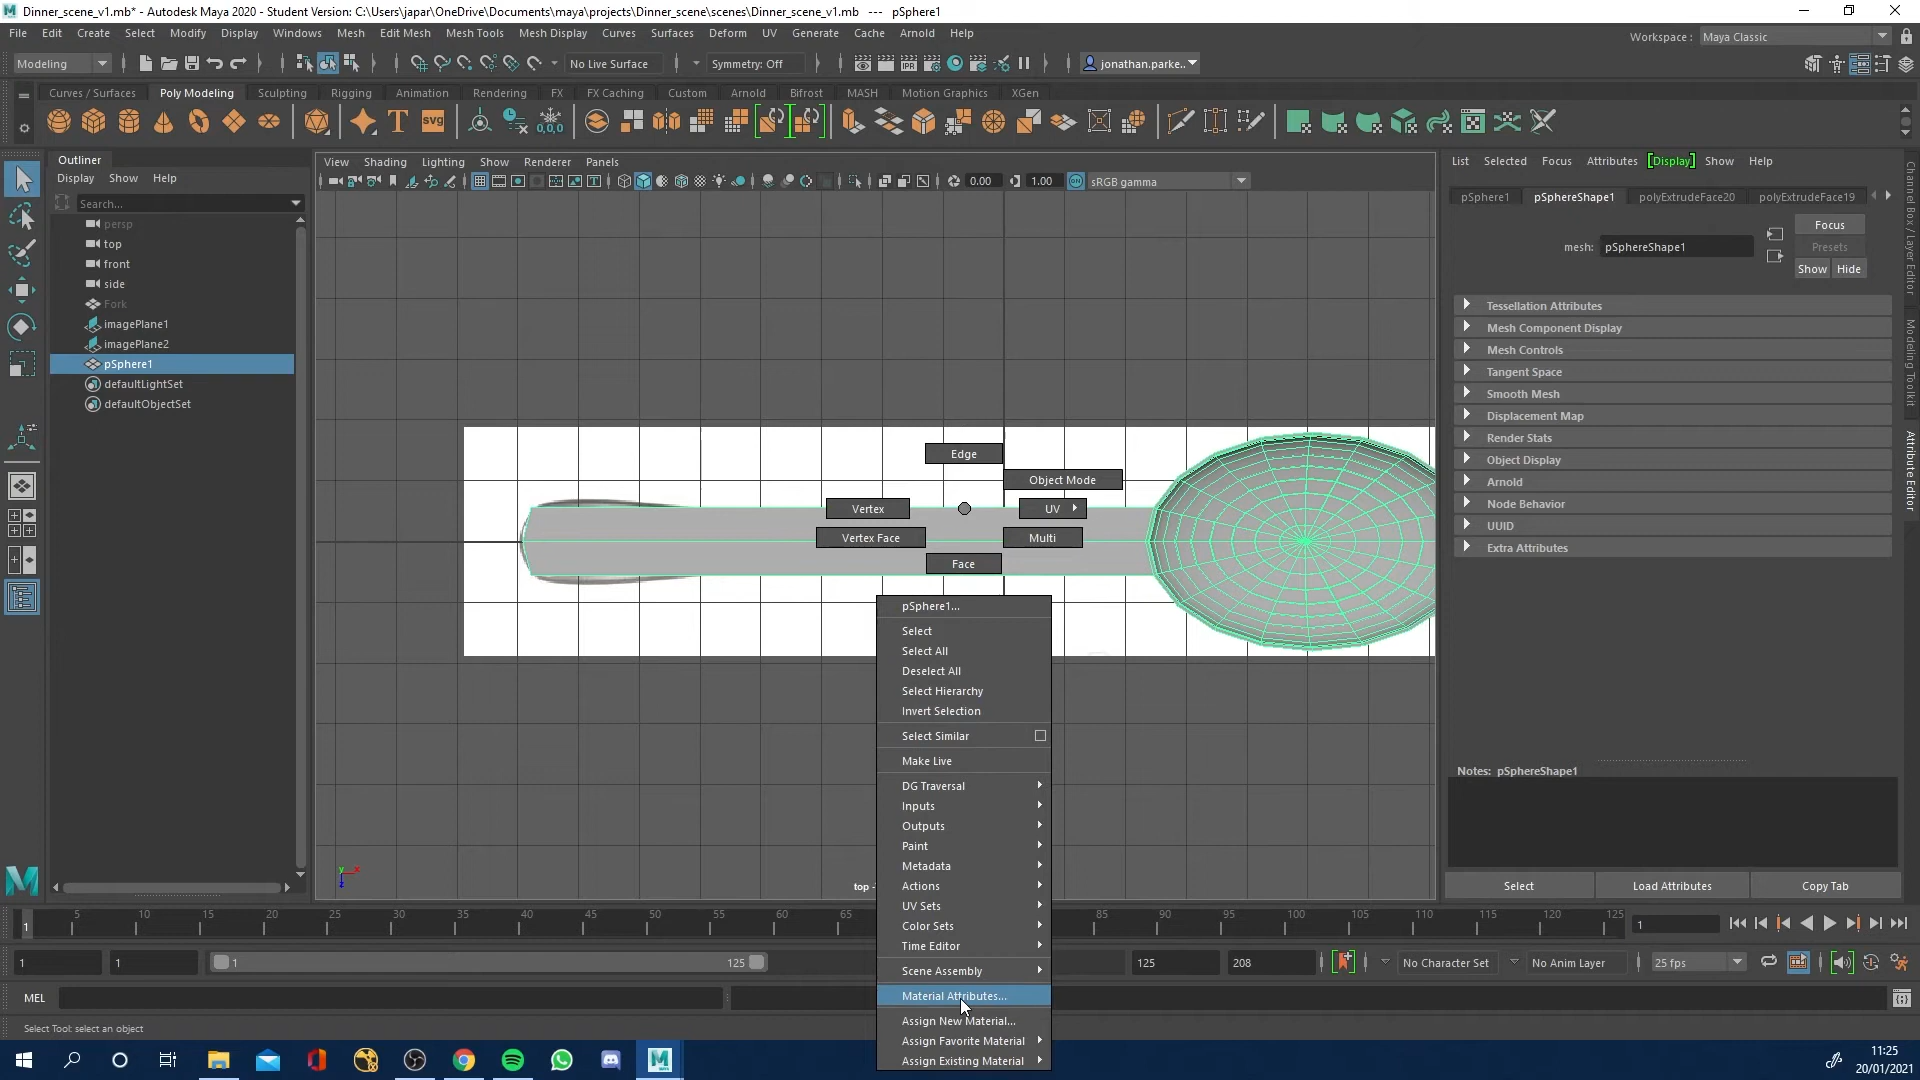 Dinner_scene_v1.mb* - Autodesk Maya 2020 - Student Version: C:\Users\japar\OneDrive\Documents\maya\projects\Dinner_scene\scenes\Dinner_scene_v1.mb --- pSphere1
File Edit Create Select Modify Display Windows Mesh Edit Mesh Mesh Tools Mesh Display Curves Surfaces Deform UV Generate Cache Arnold Help
Workspace : Maya Classic
Modeling No Live Surface Symmetry: Off jonathan.parke..
Curves / Surfaces Poly Modeling Sculpting Rigging Animation Rendering FX FX Caching Custom Arnold Bifrost MASH Motion Graphics XGen
Outliner
Display Show Help
Search...
persp
top
front
side
Fork
imagePlane1
imagePlane2
pSphere1
defaultLightSet
defaultObjectSet
View Shading Lighting Show Renderer Panels
0.00 1.00 sRGB gamma
Edge
Object Mode
Vertex UV
Vertex Face Multi
Face
pSphere1...
Select
Select All
Deselect All
Select Hierarchy
Invert Selection
Select Similar
Make Live
DG Traversal
Inputs
Outputs
Paint
Metadata
Actions
UV Sets
Color Sets
Time Editor
Scene Assembly
Material Attributes...
Assign New Material...
Assign Favorite Material
Assign Existing Material
top -
List Selected Focus Attributes Display Show Help
pSphere1 pSphereShape1 polyExtrudeFace20 polyExtrudeFace19
mesh: pSphereShape1
Focus
Presets
Show Hide
Tessellation Attributes
Mesh Component Display
Mesh Controls
Tangent Space
Smooth Mesh
Displacement Map
Render Stats
Object Display
Arnold
Node Behavior
UUID
Extra Attributes
Notes: pSphereShape1
Select Load Attributes Copy Tab
Channel Box / Layer Editor
Modeling Toolkit
Attribute Editor
5 10 15 20 25 30 35 40 45 50 55 60 65 85 90 95 100 105 110 115 120 125
1 1
1 1 1 125 125 208 No Character Set No Anim Layer 25 fps
MEL
Select Tool: select an object
11:25
20/01/2021